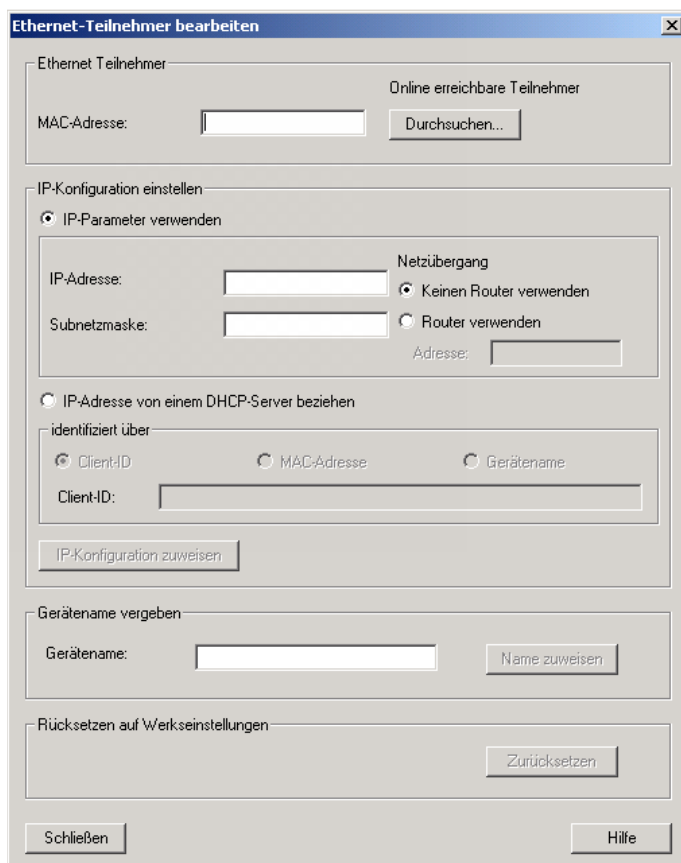 Ethernet-Teilnehmer bearbeiten
Ethernet Teilnehmer
Online erreichbare Teilnehmer
MAC-Adresse:
Durchsuchen...
IP-Konfiguration einstellen
IP-Parameter verwenden
Netzübergang
IP-Adresse:
Keinen Router verwenden
Subnetzmaske:
Router verwenden
Adresse:
IP-Adresse von einem DHCP-Server beziehen
identifiziert über
Client-ID MAC-Adresse Gerätename
Client-ID:
IP-Konfiguration zuweisen
Gerätename vergeben
Gerätename:
Name zuweisen
Rücksetzen auf Werkseinstellungen
Zurücksetzen
Schließen Hilfe